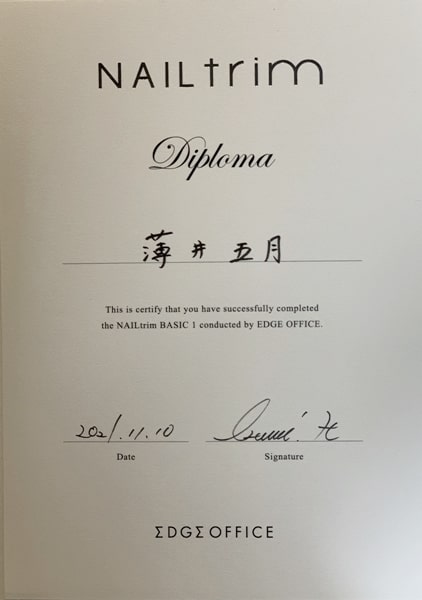 NAILtrim
Diploma
薄井五月
This is certify that you have successfully completed
the NAILtrim BASIC 1 conducted by EDGE OFFICE.
2021.11.10
Date Signature
EDGE OFFICE